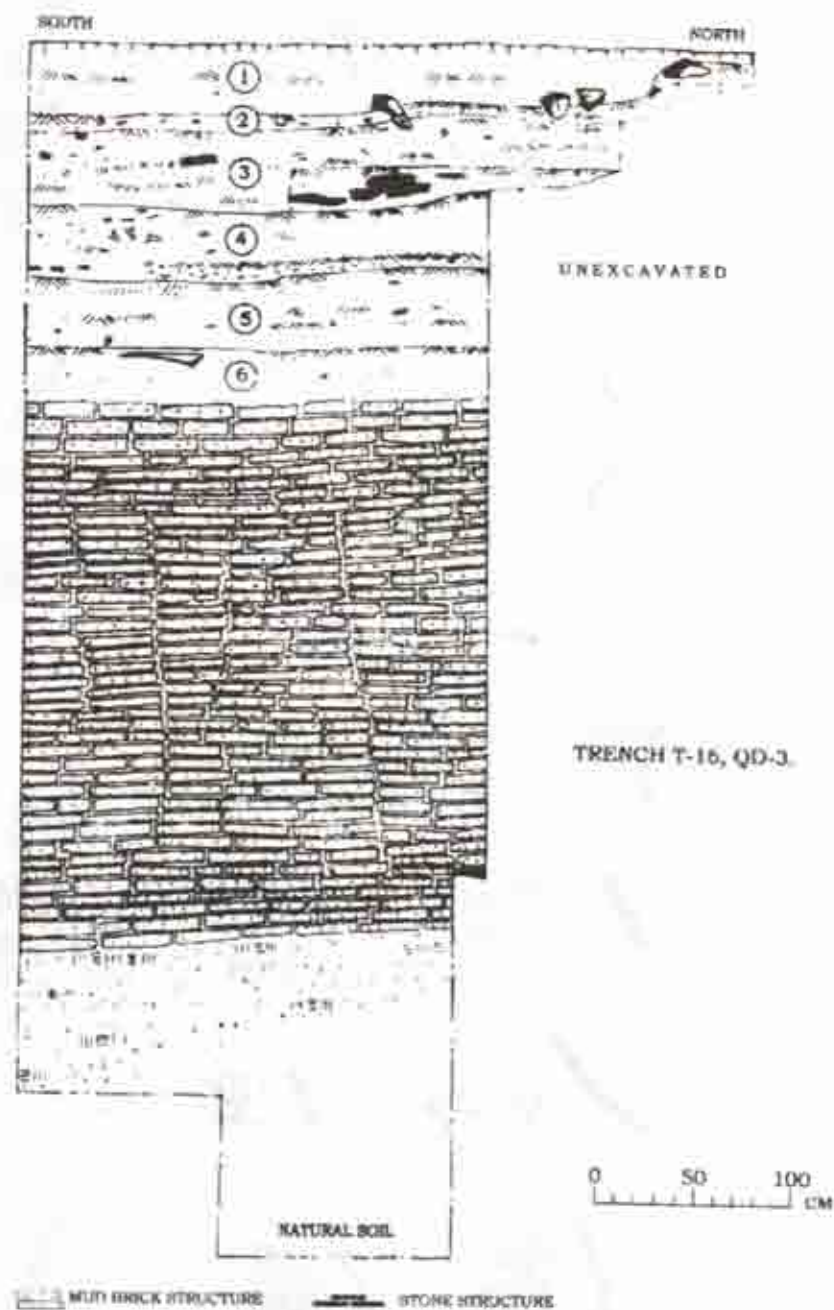 SOUTH
NORTH
1
2
3
4
5
6
UNEXCAVATED
TRENCH T-16, QD-3.
0 50 100
CM
NATURAL SOIL
MUD BRICK STRUCTURE STONE STRUCTURE